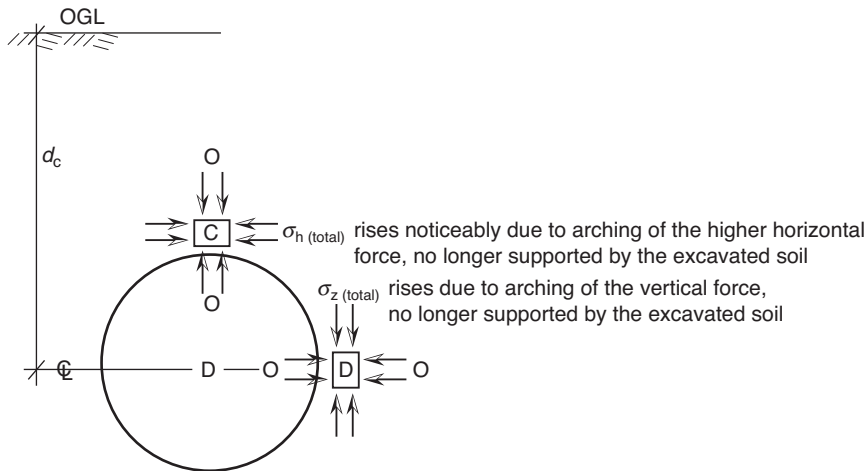 OGL
d_c
O
C
σ_h (total) rises noticeably due to arching of the higher horizontal
force, no longer supported by the excavated soil
O
σ_z (total) rises due to arching of the vertical force,
no longer supported by the excavated soil
℄ D O D O